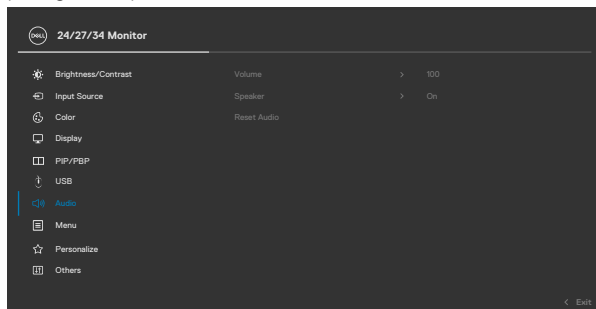 DELL 24/27/34 Monitor
Brightness/Contrast Volume > 100
Input Source Speaker > On
Color Reset Audio
Display
PIP/PBP
USB
Audio
Menu
Personalize
Others
< Exit